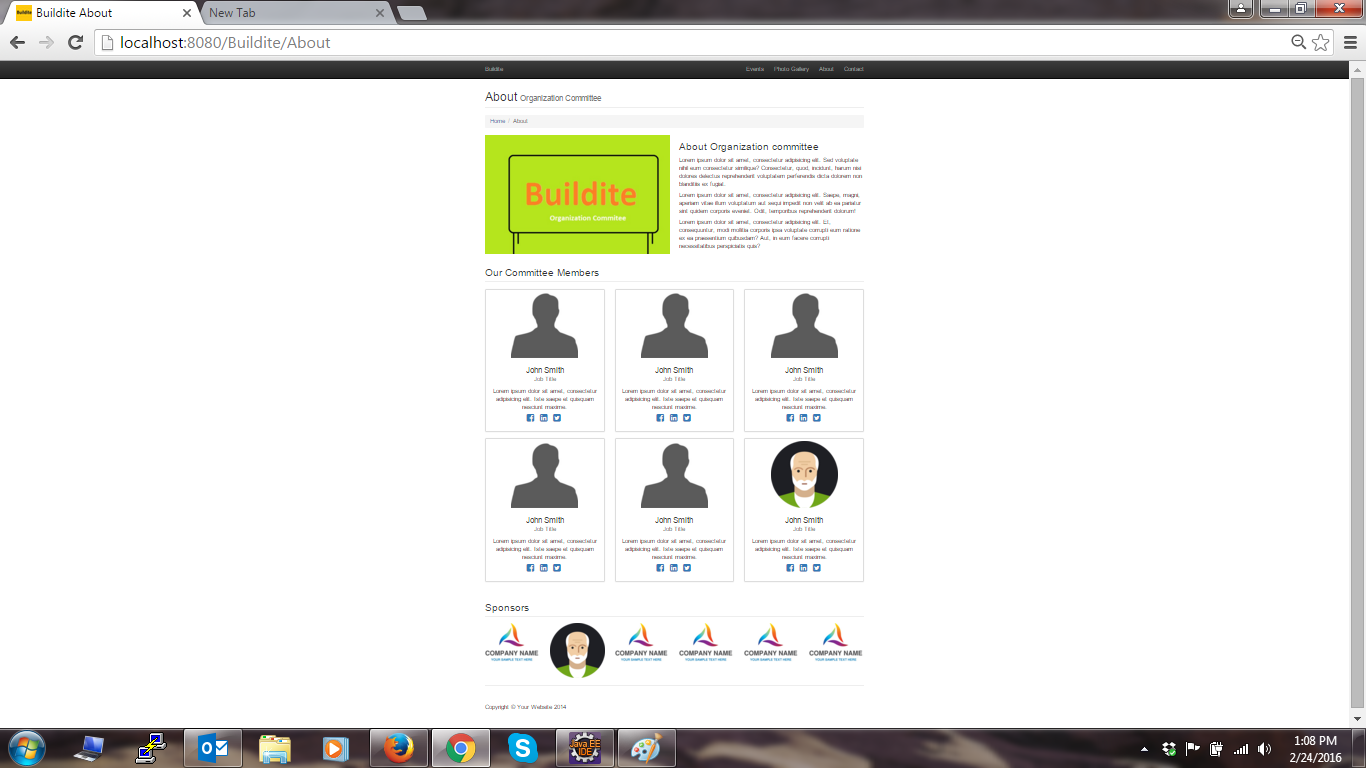 Buildite About
New Tab
localhost:8080/Buildite/About
Buildite Events Photo Gallery About Contact
About Organization Committee
Home / About
Buildite
Organization Commitee
About Organization committee
Lorem ipsum dolor sit amet, consectetur adipisicing elit. Sed voluptate
nihil eum consectetur similique? Consectetur, quod, incidunt, harum nisi
dolores delectus reprehenderit voluptatem perferendis dicta dolorem non
blanditiis ex fugiat.
Lorem ipsum dolor sit amet, consectetur adipisicing elit. Saepe, magni,
aperiam vitae illum voluptatum aut sequi impedit non velit ab ea pariatur
sint quidem corporis eveniet. Odit, temporibus reprehenderit dolorum!
Lorem ipsum dolor sit amet, consectetur adipisicing elit. Et,
consequuntur, modi mollitia corporis ipsa voluptate corrupti eum ratione
ex ea praesentium quibusdam? Aut, in eum facere corrupti
necessitatibus perspiciatis quis?
Our Committee Members
John Smith
Job Title
Lorem ipsum dolor sit amet, consectetur
adipisicing elit. Iste saepe et quisquam
nesciunt maxime.
John Smith
Job Title
Lorem ipsum dolor sit amet, consectetur
adipisicing elit. Iste saepe et quisquam
nesciunt maxime.
John Smith
Job Title
Lorem ipsum dolor sit amet, consectetur
adipisicing elit. Iste saepe et quisquam
nesciunt maxime.
John Smith
Job Title
Lorem ipsum dolor sit amet, consectetur
adipisicing elit. Iste saepe et quisquam
nesciunt maxime.
John Smith
Job Title
Lorem ipsum dolor sit amet, consectetur
adipisicing elit. Iste saepe et quisquam
nesciunt maxime.
John Smith
Job Title
Lorem ipsum dolor sit amet, consectetur
adipisicing elit. Iste saepe et quisquam
nesciunt maxime.
Sponsors
COMPANY NAME
YOUR SAMPLE TEXT HERE
COMPANY NAME
YOUR SAMPLE TEXT HERE
COMPANY NAME
YOUR SAMPLE TEXT HERE
COMPANY NAME
YOUR SAMPLE TEXT HERE
COMPANY NAME
YOUR SAMPLE TEXT HERE
Copyright © Your Website 2014
Java EE
IDE
1:08 PM
2/24/2016